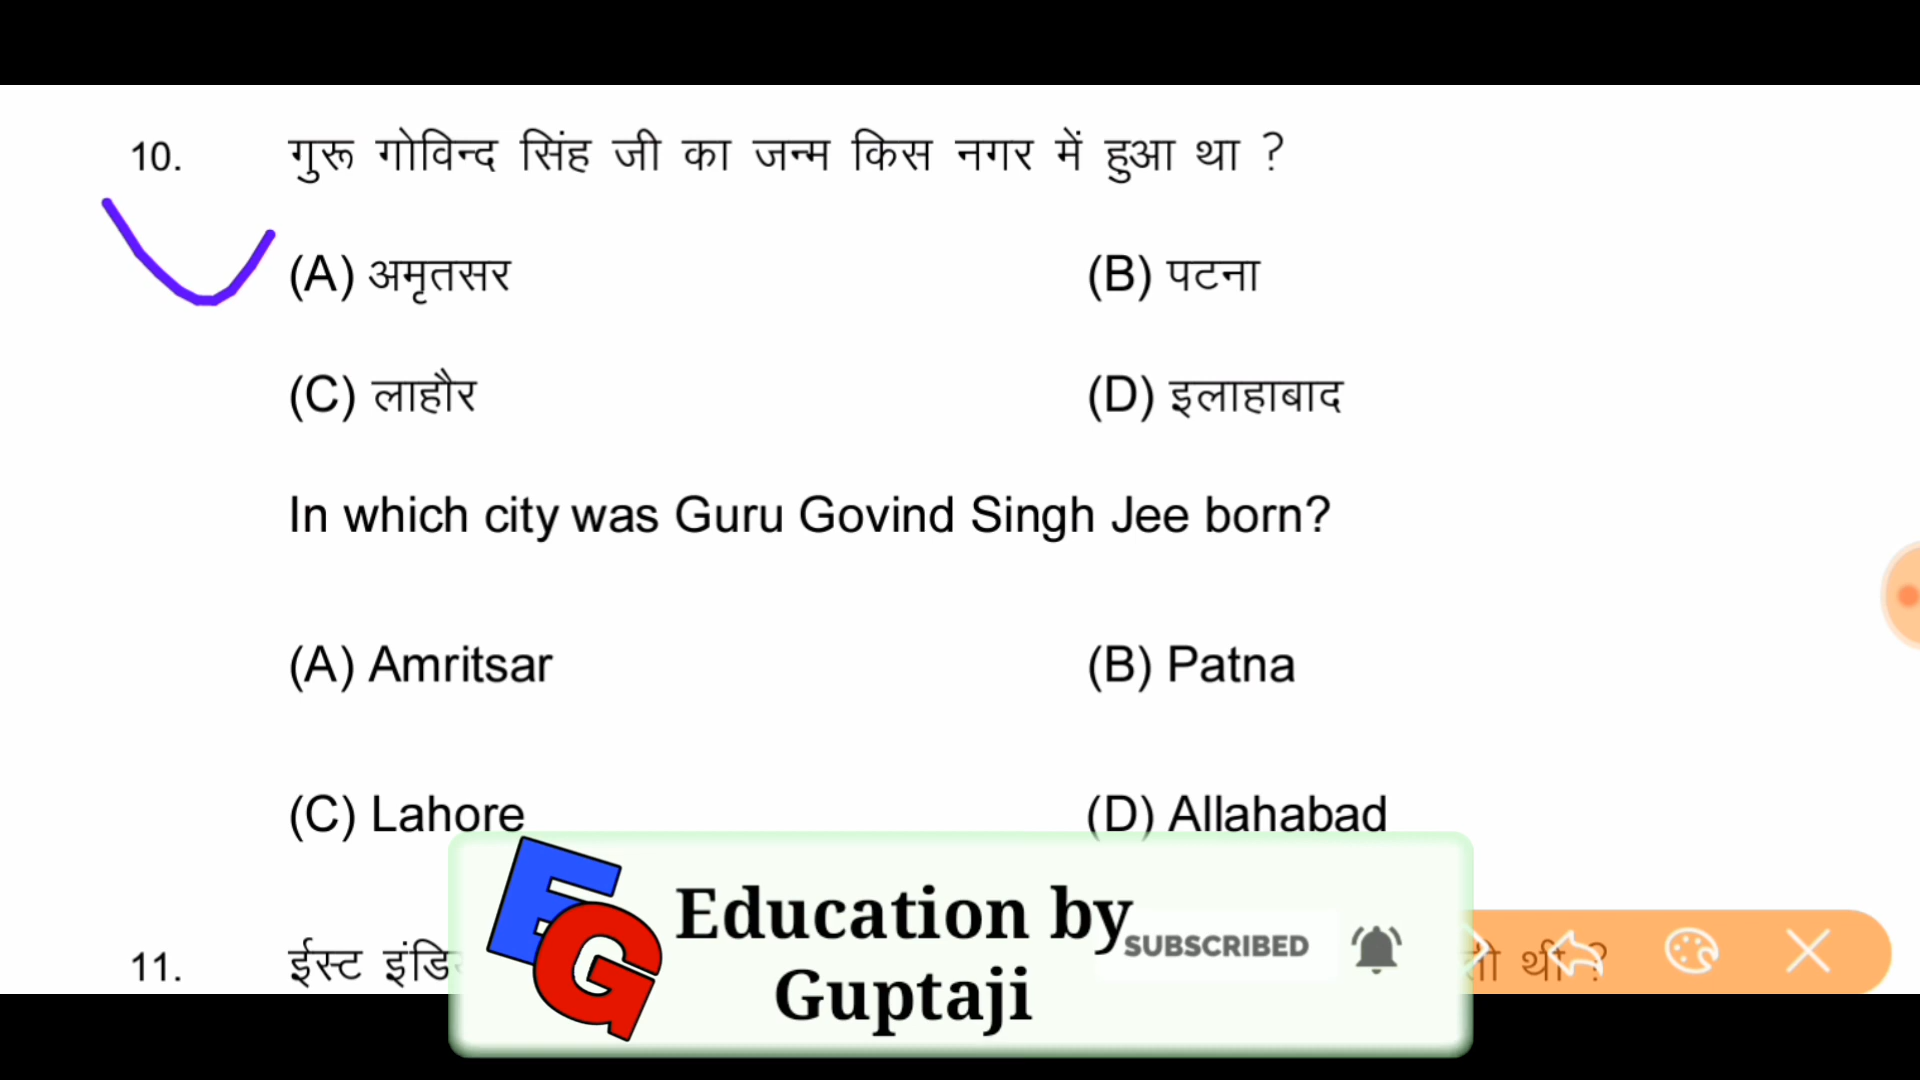 10. गुरू गोविन्द सिंह जी का जन्म किस नगर में हुआ था ?
(A) अमृतसर (B) पटना
(C) लाहौर (D) इलाहाबाद
In which city was Guru Govind Singh Jee born?
(A) Amritsar (B) Patna
(C) Lahore (D) Allahabad
11. ईस्ट थी ?
EG
Education by
Guptaji
SUBSCRIBED